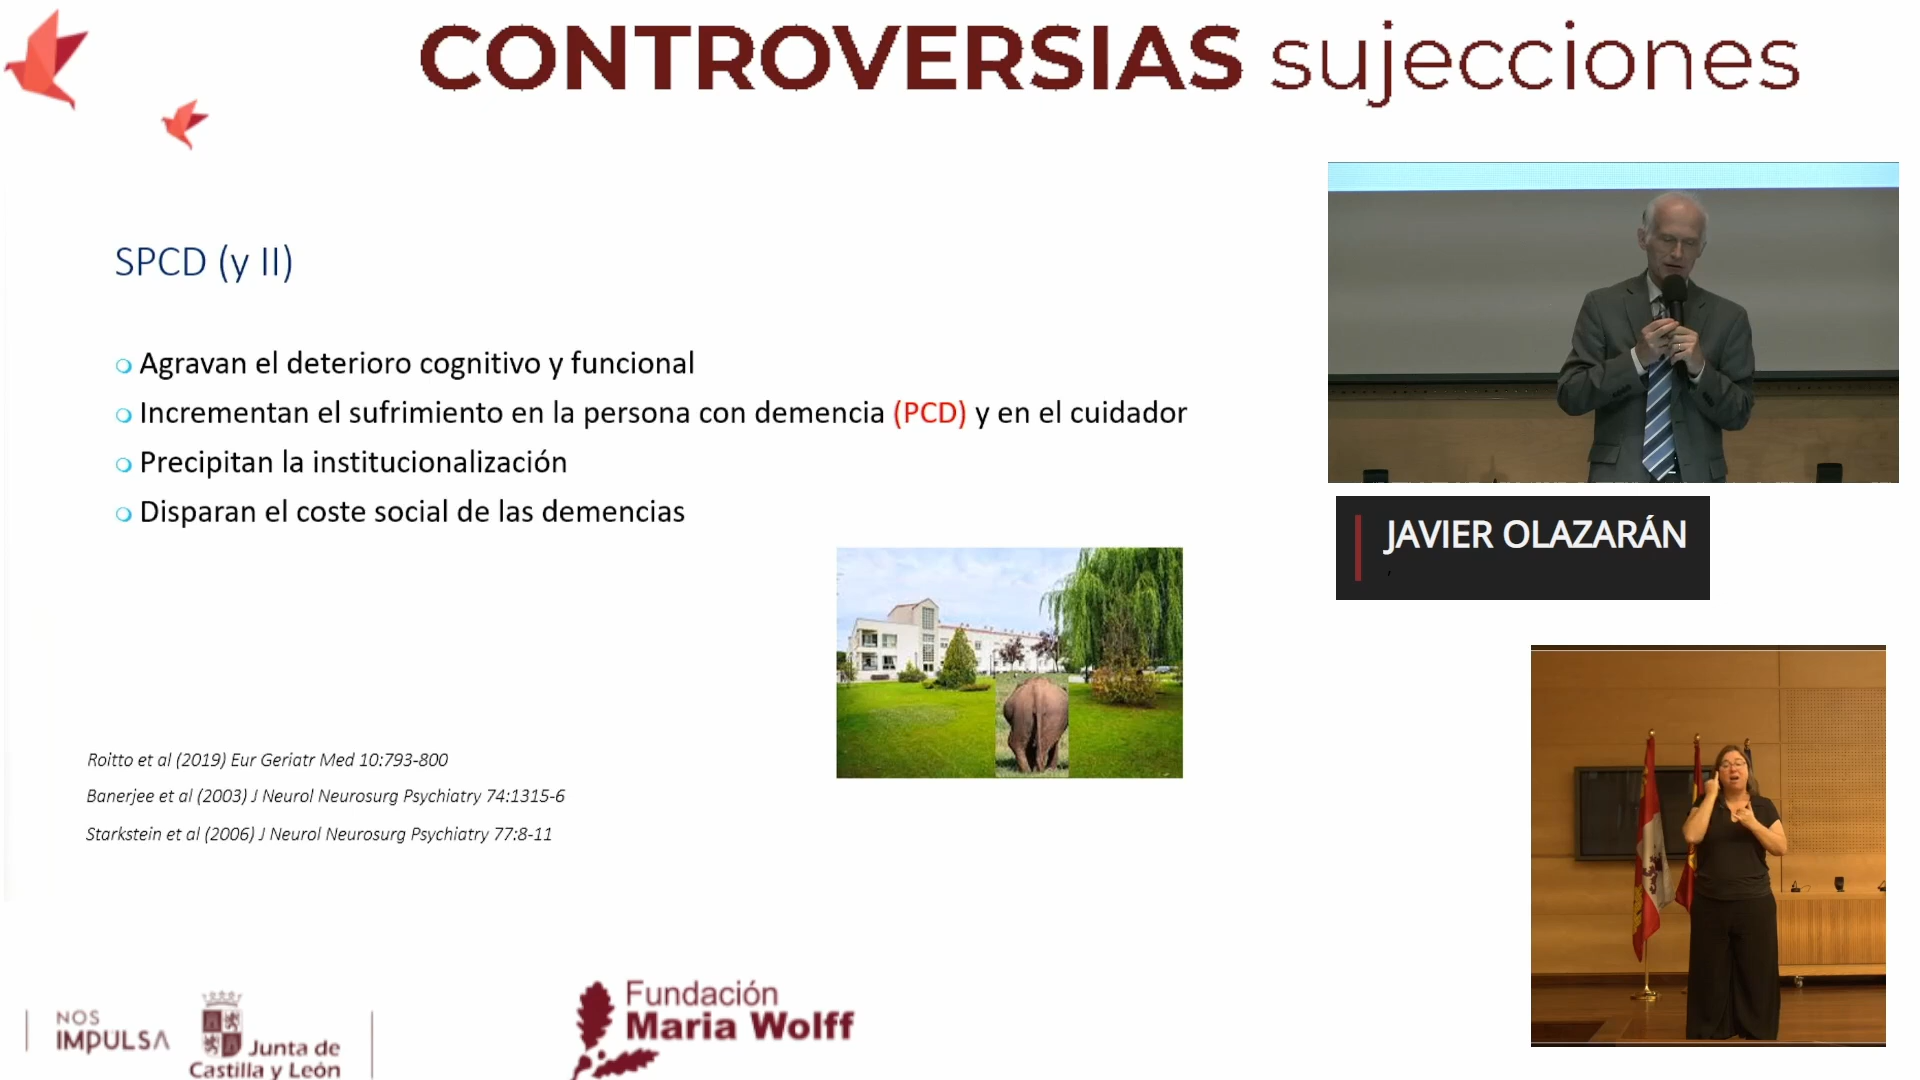 CONTROVERSIAS sujecciones
SPCD (y II)
Agravan el deterioro cognitivo y funcional
Incrementan el sufrimiento en la persona con demencia (PCD) y en el cuidador
Precipitan la institucionalización
Disparan el coste social de las demencias
Roitto et al (2019) Eur Geriatr Med 10:793-800
Banerjee et al (2003) J Neurol Neurosurg Psychiatry 74:1315-6
Starkstein et al (2006) J Neurol Neurosurg Psychiatry 77:8-11
JAVIER OLAZARÁN
,
NOS
IMPULSA
Junta de
Castilla y León
Fundación
Maria Wolff